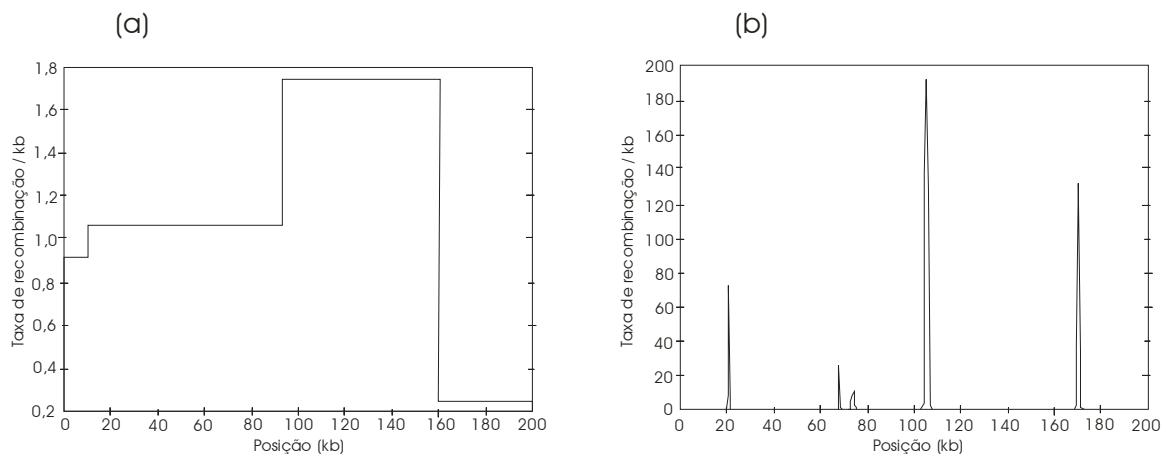 (a)
(b)
Taxa de recombinação / kb
1,8
1,6
1,4
1,2
1,0
0,8
0,6
0,4
0,2
0 20 40 60 80 100 120 140 160 180 200
Posição (kb)
Taxa de recombinação / kb
200
180
160
140
120
100
80
60
40
20
0
0 20 40 60 80 100 120 140 160 180 200
Posição (kb)